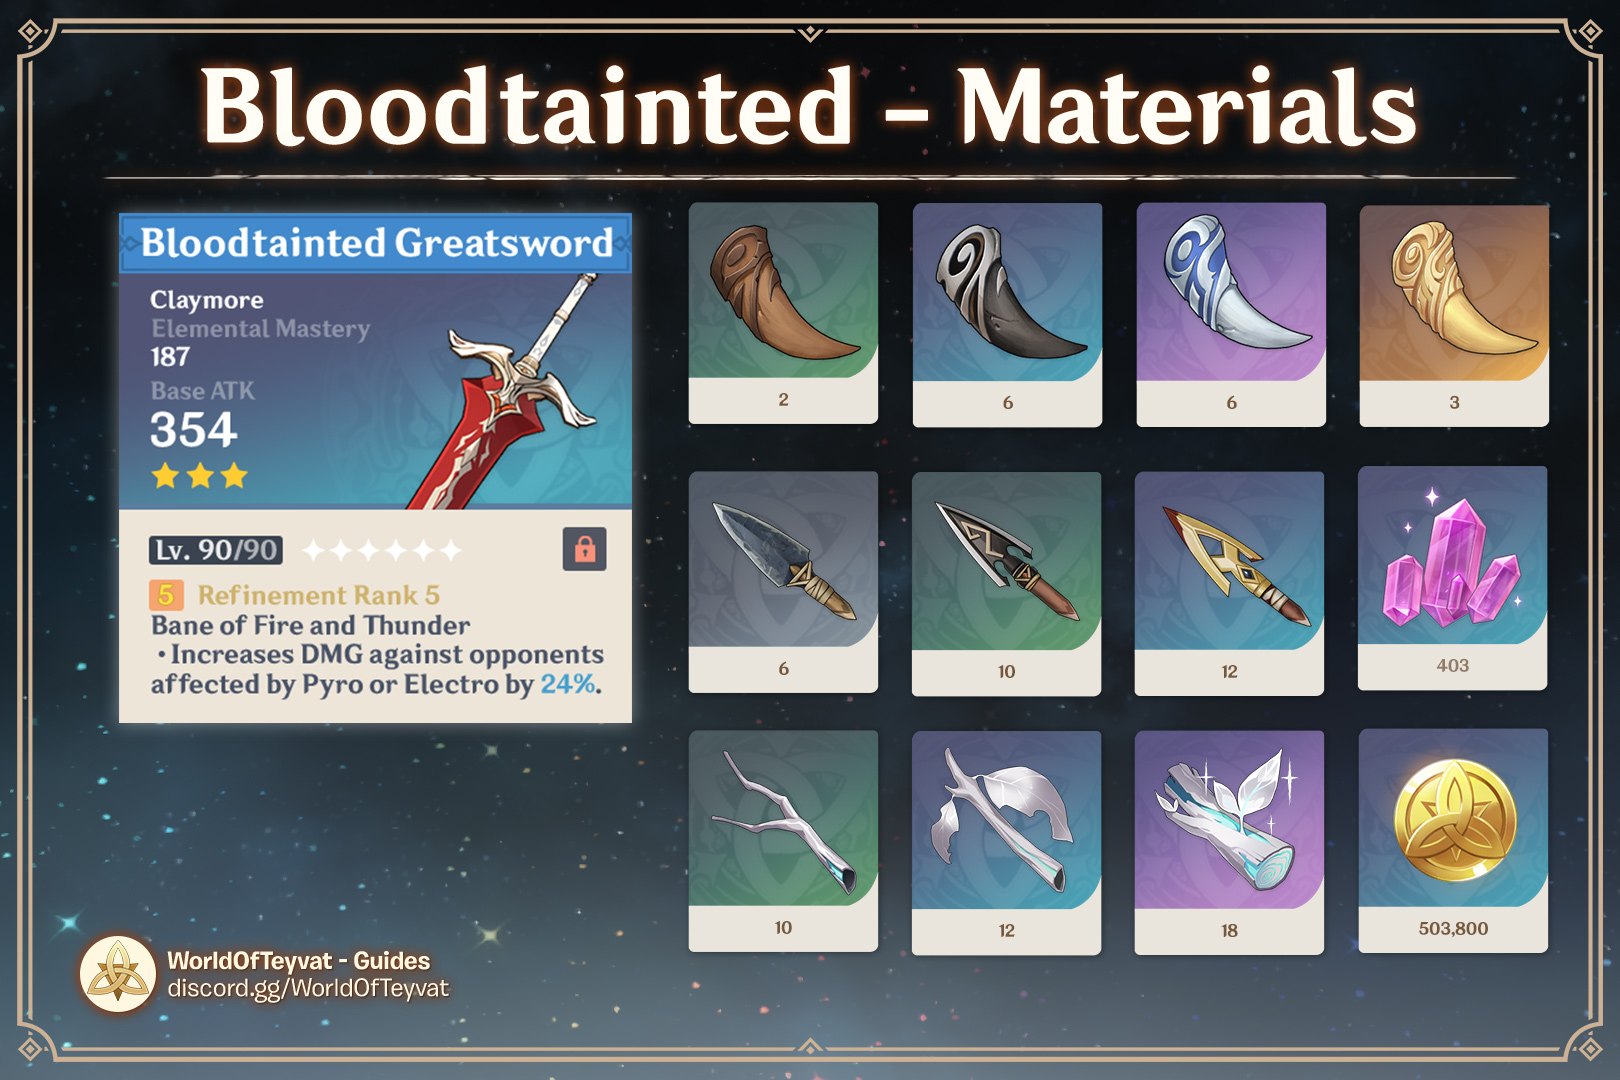 Bloodtainted - Materials
Bloodtainted Greatsword
Claymore
Elemental Mastery
187
Base ATK
354
Lv. 90/90
5 Refinement Rank 5
Bane of Fire and Thunder
• Increases DMG against opponents
affected by Pyro or Electro by 24%.
2
6
6
3
6
10
12
403
10
12
18
503,800
WorldOfTeyvat - Guides
discord.gg/WorldOfTeyvat